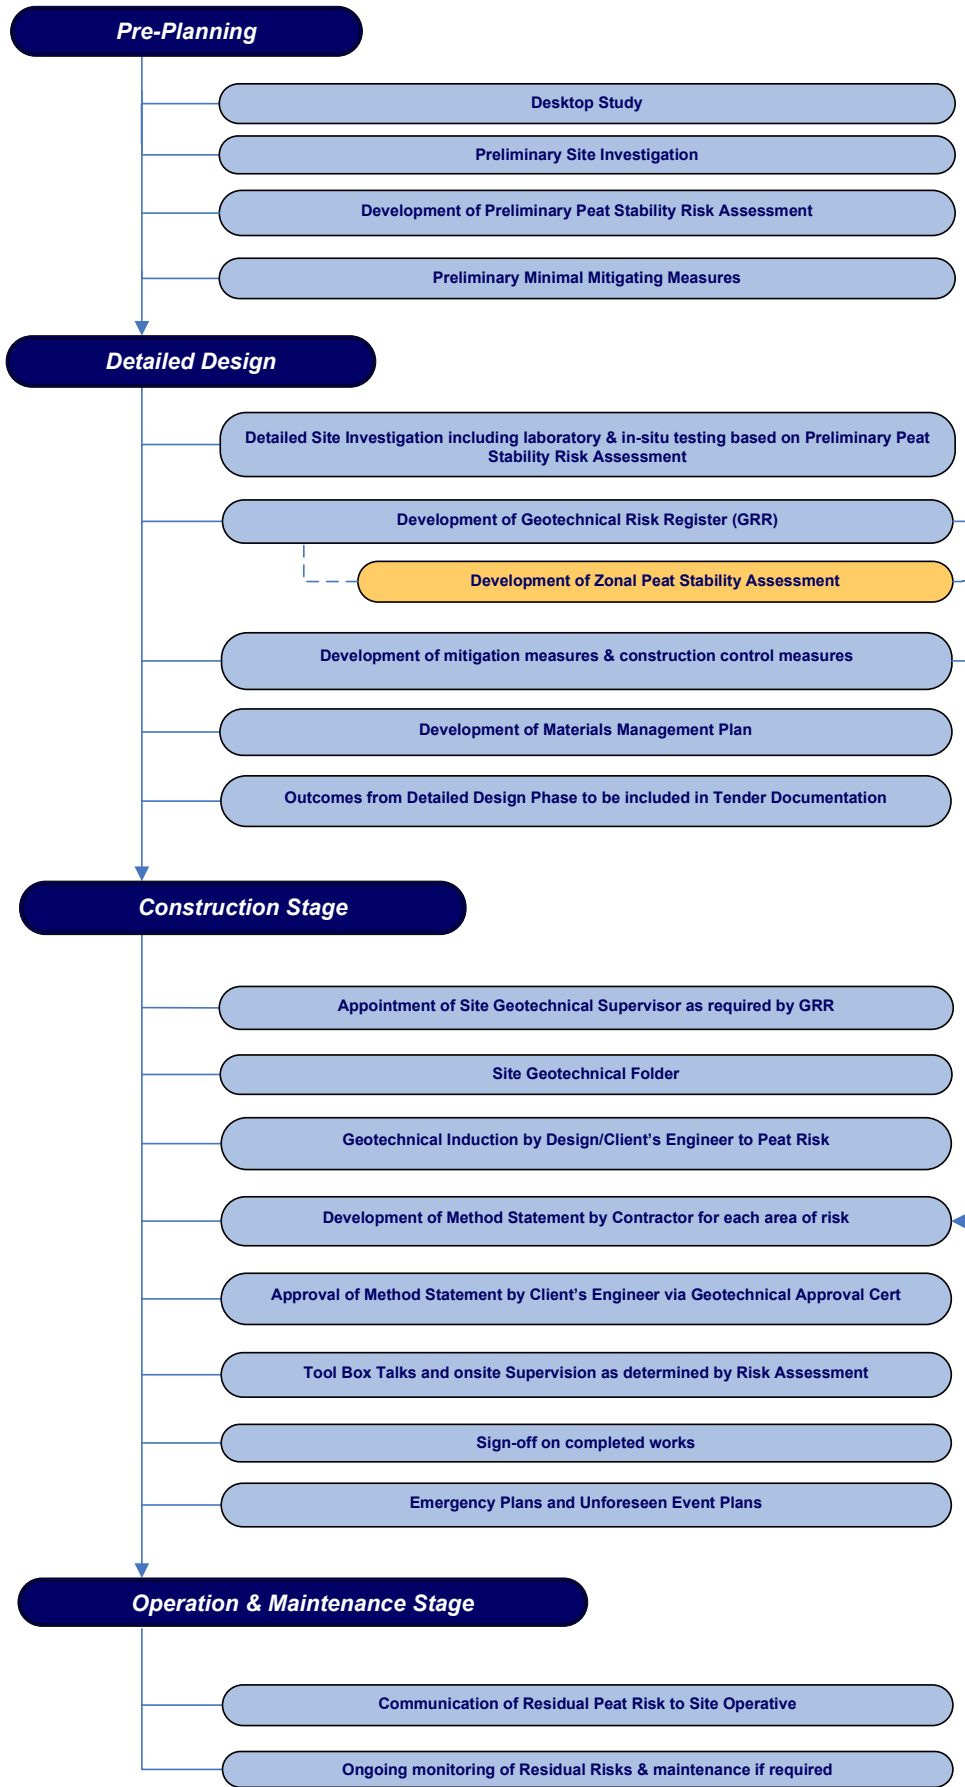 Pre-Planning
Desktop Study
Preliminary Site Investigation
Development of Preliminary Peat Stability Risk Assessment
Preliminary Minimal Mitigating Measures
Detailed Design
Detailed Site Investigation including laboratory & in-situ testing based on Preliminary Peat
Stability Risk Assessment
Development of Geotechnical Risk Register (GRR)
Development of Zonal Peat Stability Assessment
Development of mitigation measures & construction control measures
Development of Materials Management Plan
Outcomes from Detailed Design Phase to be included in Tender Documentation
Construction Stage
Appointment of Site Geotechnical Supervisor as required by GRR
Site Geotechnical Folder
Geotechnical Induction by Design/Client’s Engineer to Peat Risk
Development of Method Statement by Contractor for each area of risk
Approval of Method Statement by Client’s Engineer via Geotechnical Approval Cert
Tool Box Talks and onsite Supervision as determined by Risk Assessment
Sign-off on completed works
Emergency Plans and Unforeseen Event Plans
Operation & Maintenance Stage
Communication of Residual Peat Risk to Site Operative
Ongoing monitoring of Residual Risks & maintenance if required